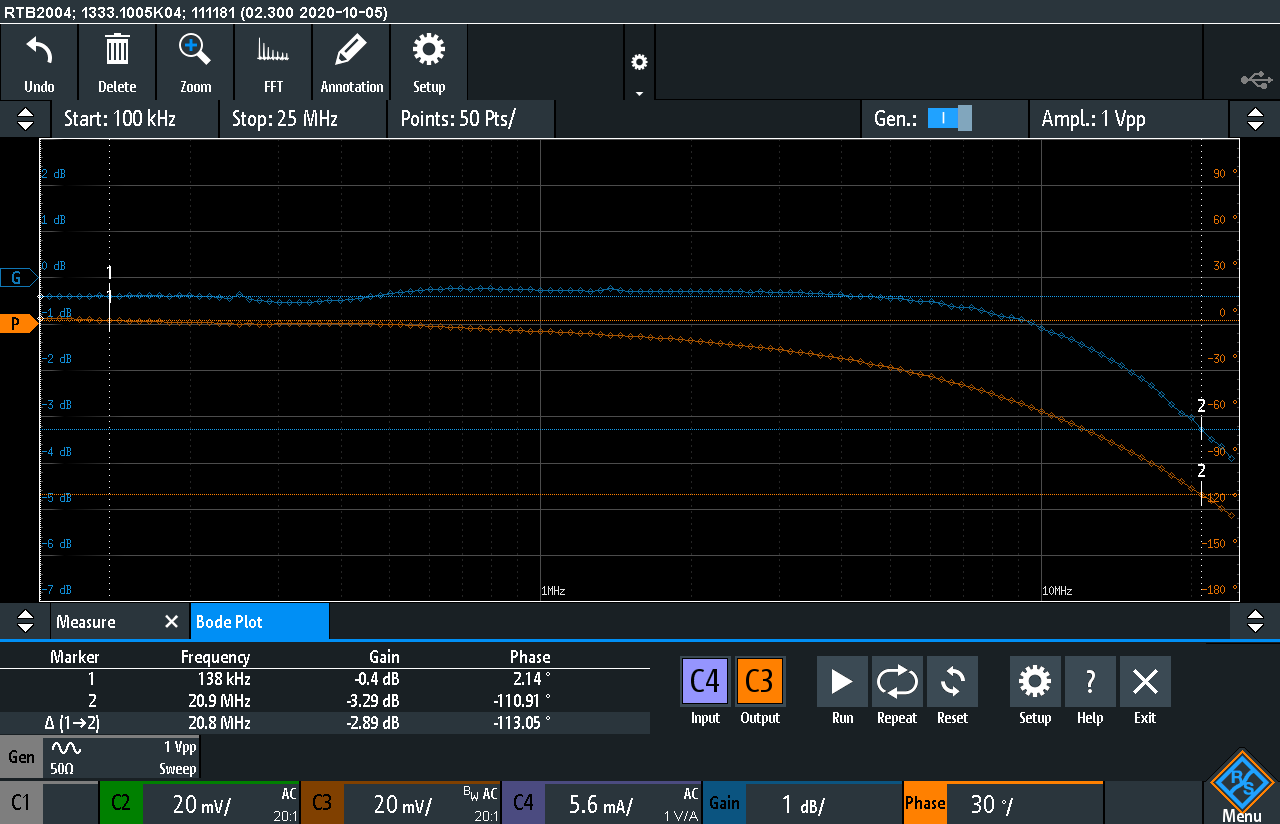 RTB2004; 1333.1005K04; 111181 (02.300 2020-10-05)
Undo Delete Zoom FFT Annotation Setup
Start: 100 kHz Stop: 25 MHz Points: 50 Pts/ Gen.: I Ampl.: 1 Vpp
2 dB 90 °
1 dB 60 °
0 dB 30 °
G 1
-1 dB 0 °
1
P
-2 dB -30 °
-3 dB 2 -60 °
-4 dB -90 °
2
-5 dB -120 °
-6 dB -150 °
-7 dB 1MHz 10MHz -180 °
Measure Bode Plot
Marker Frequency Gain Phase
1 138 kHz -0.4 dB 2.14 °
2 20.9 MHz -3.29 dB -110.91 °
Δ (1→2) 20.8 MHz -2.89 dB -113.05 °
C4 C3 ?
Input Output Run Repeat Reset Setup Help Exit
Gen 1 Vpp
50Ω Sweep
C1 C2 20 mV/ AC 20:1 C3 20 mV/ BW AC 20:1 C4 5.6 mA/ AC 1 V/A Gain 1 dB/ Phase 30 °/
R&S
Menu